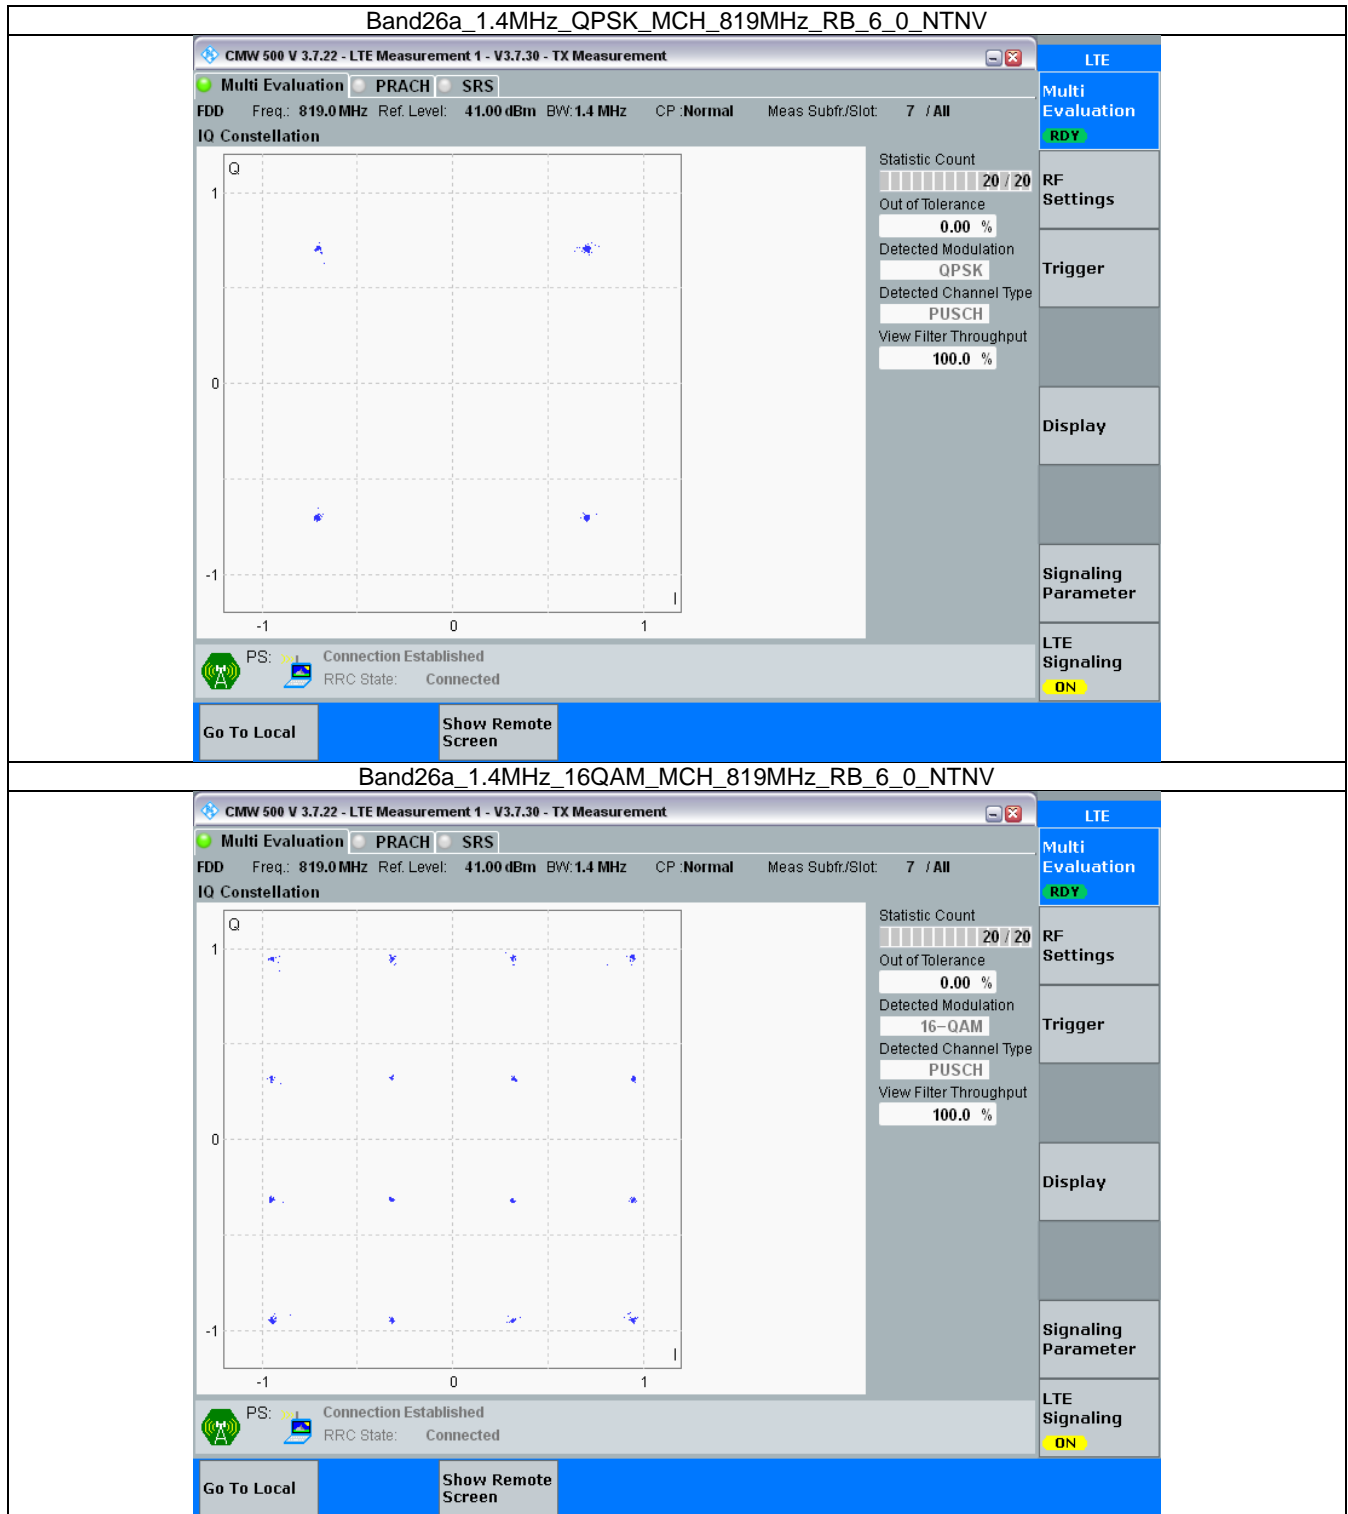 Band26a_1.4MHz_QPSK_MCH_819MHz_RB_6_0_NTNV
CMW 500 V 3.7.22 - LTE Measurement 1 - V3.7.30 - TX Measurement
LTE
Multi Evaluation PRACH SRS
Multi
Evaluation
RDY
FDD Freq.: 819.0 MHz Ref. Level: 41.00 dBm BW: 1.4 MHz CP :Normal Meas Subfr./Slot: 7 / All
IQ Constellation
Q
1
0
-1
I
-1 0 1
Statistic Count
20 / 20
Out of Tolerance
0.00 %
Detected Modulation
QPSK
Detected Channel Type
PUSCH
View Filter Throughput
100.0 %
RF
Settings
Trigger
Display
Signaling
Parameter
LTE
Signaling
ON
PS: Connection Established
RRC State: Connected
Go To Local
Show Remote
Screen
Band26a_1.4MHz_16QAM_MCH_819MHz_RB_6_0_NTNV
CMW 500 V 3.7.22 - LTE Measurement 1 - V3.7.30 - TX Measurement
LTE
Multi Evaluation PRACH SRS
Multi
Evaluation
RDY
FDD Freq.: 819.0 MHz Ref. Level: 41.00 dBm BW: 1.4 MHz CP :Normal Meas Subfr./Slot: 7 / All
IQ Constellation
Q
1
0
-1
I
-1 0 1
Statistic Count
20 / 20
Out of Tolerance
0.00 %
Detected Modulation
16-QAM
Detected Channel Type
PUSCH
View Filter Throughput
100.0 %
RF
Settings
Trigger
Display
Signaling
Parameter
LTE
Signaling
ON
PS: Connection Established
RRC State: Connected
Go To Local
Show Remote
Screen